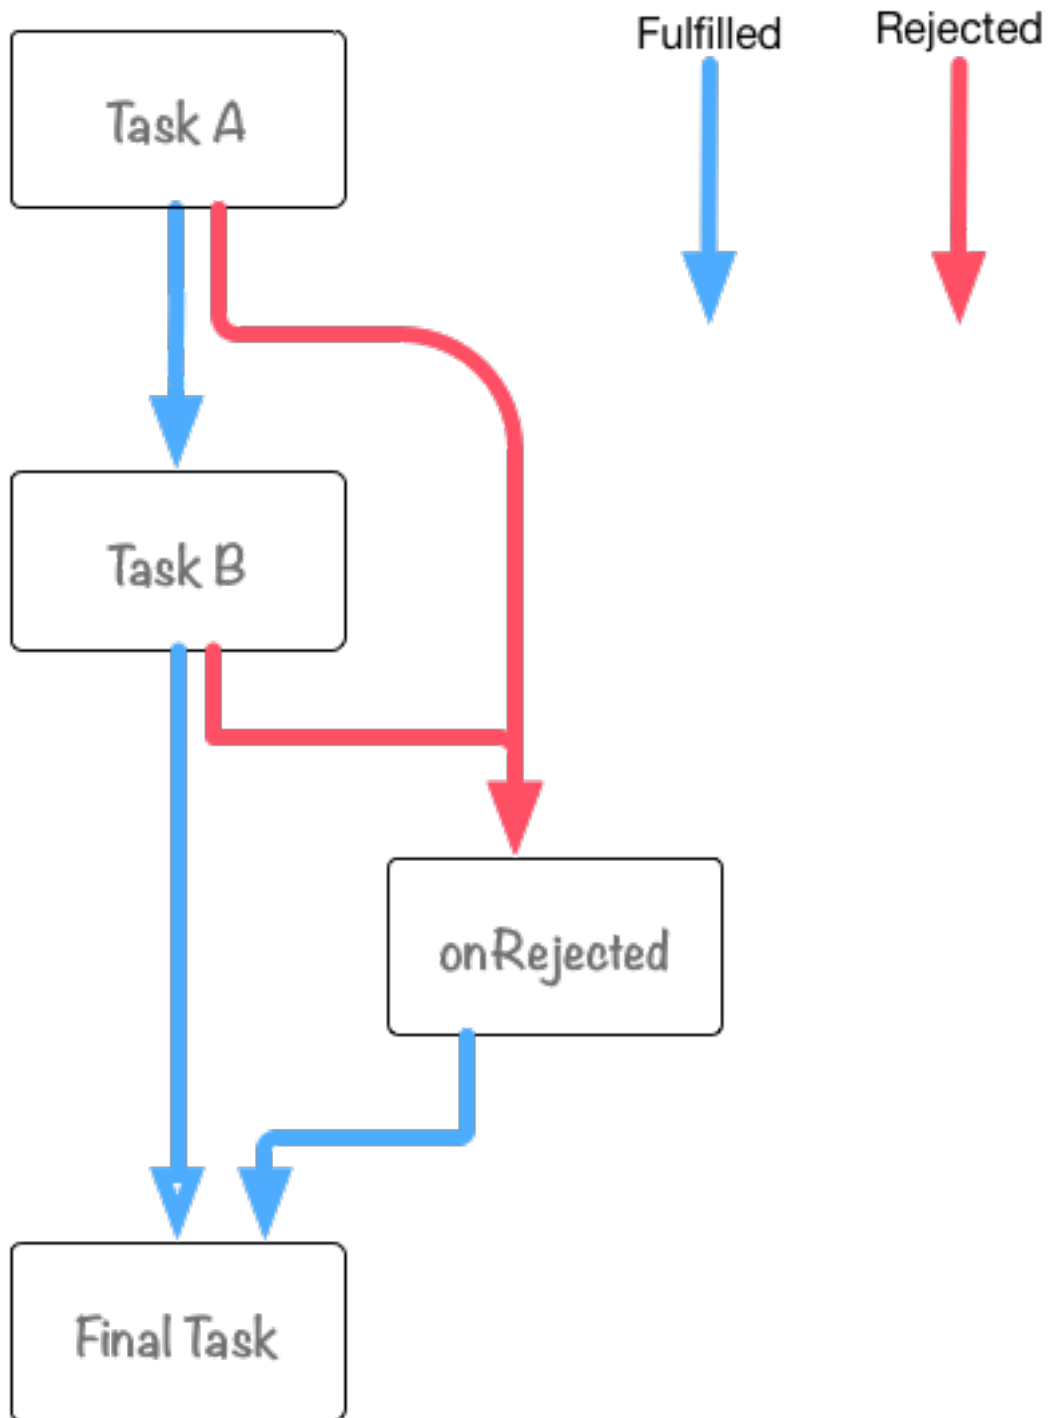 Fulfilled
Rejected
Task A
Task B
onRejected
Final Task